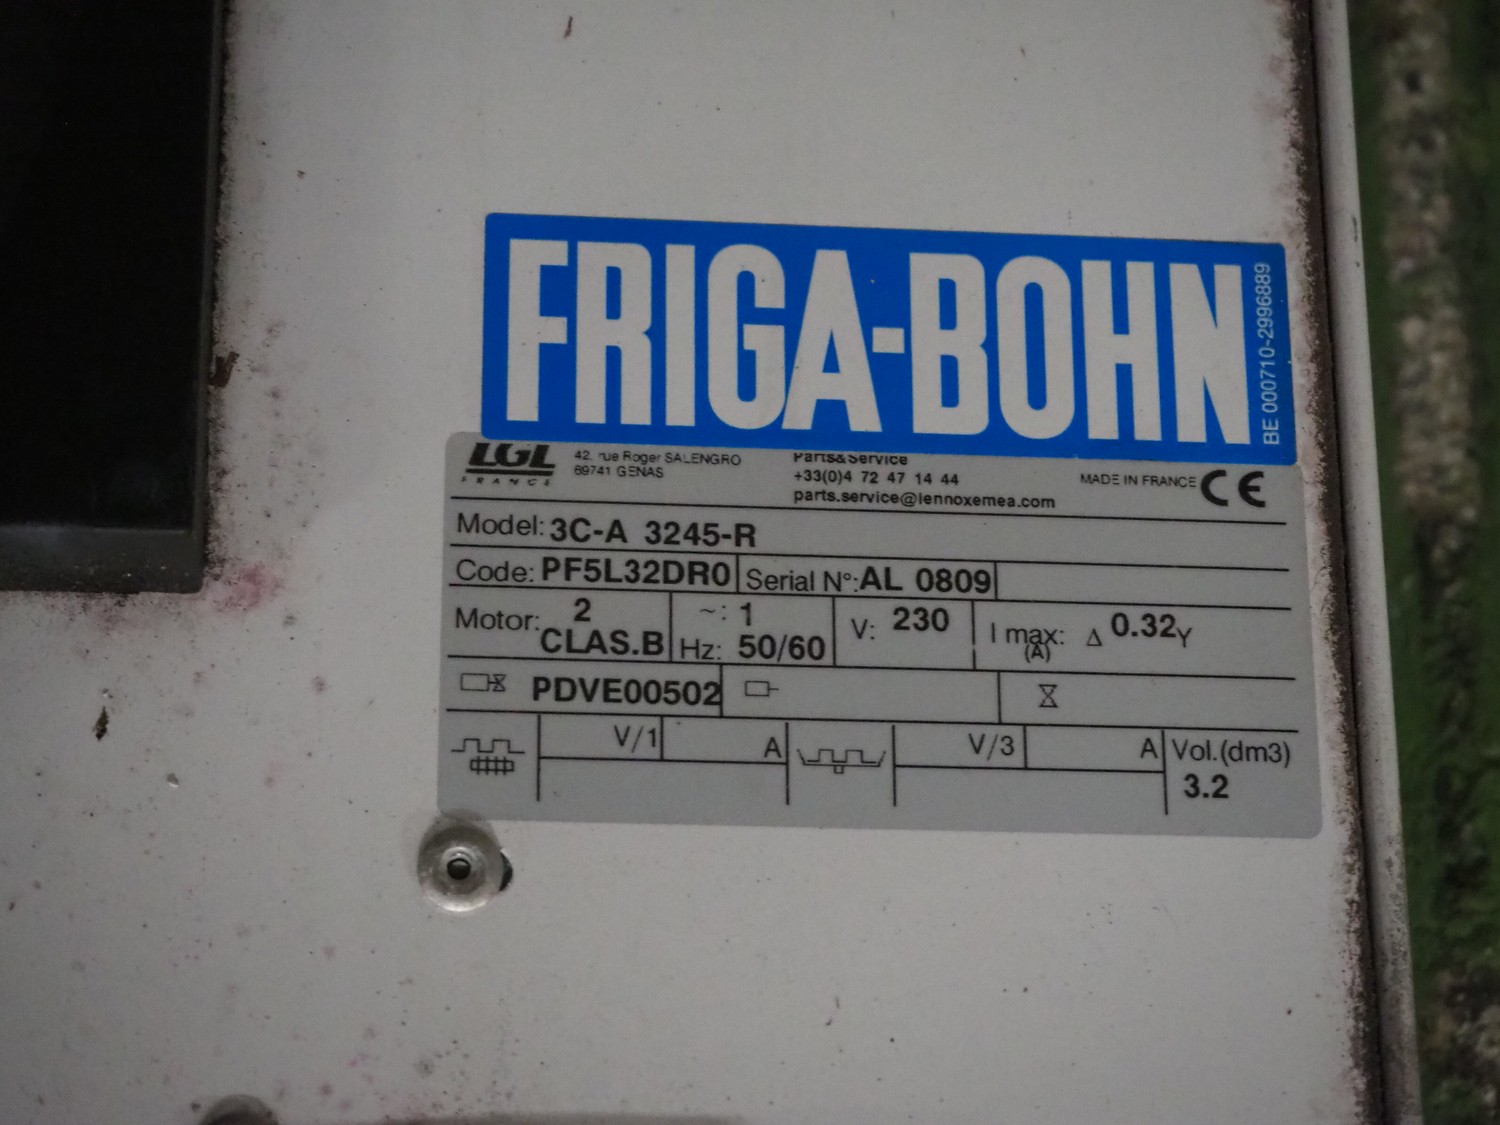 FRIGA-BOHN
BE 000710-2996889
LGL
FRANCE
42, rue Roger SALENGRO
69741 GENAS
Parts&Service
+33(0)4 72 47 14 44
parts.service@lennoxemea.com
MADE IN FRANCE CE
Model: 3C-A 3245-R
Code: PF5L32DR0 Serial N°: AL 0809
Motor: 2 CLAS.B
~: 1
Hz: 50/60
V: 230
I max: Δ 0.32 Y
(A)
PDVE00502
V/1 A V/3 A Vol.(dm3)
3.2